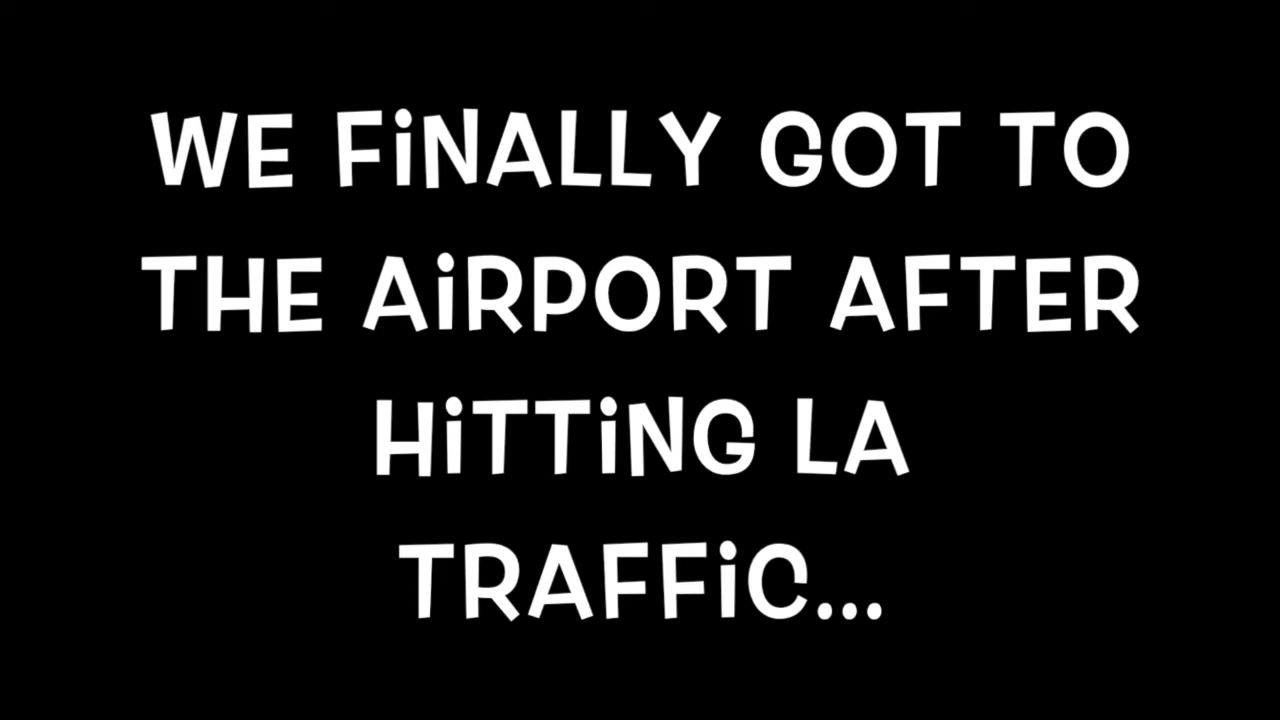 WE FiNALLY GOT TO
THE AiRPORT AFTER
HiTTiNG LA
TRAFFiC...